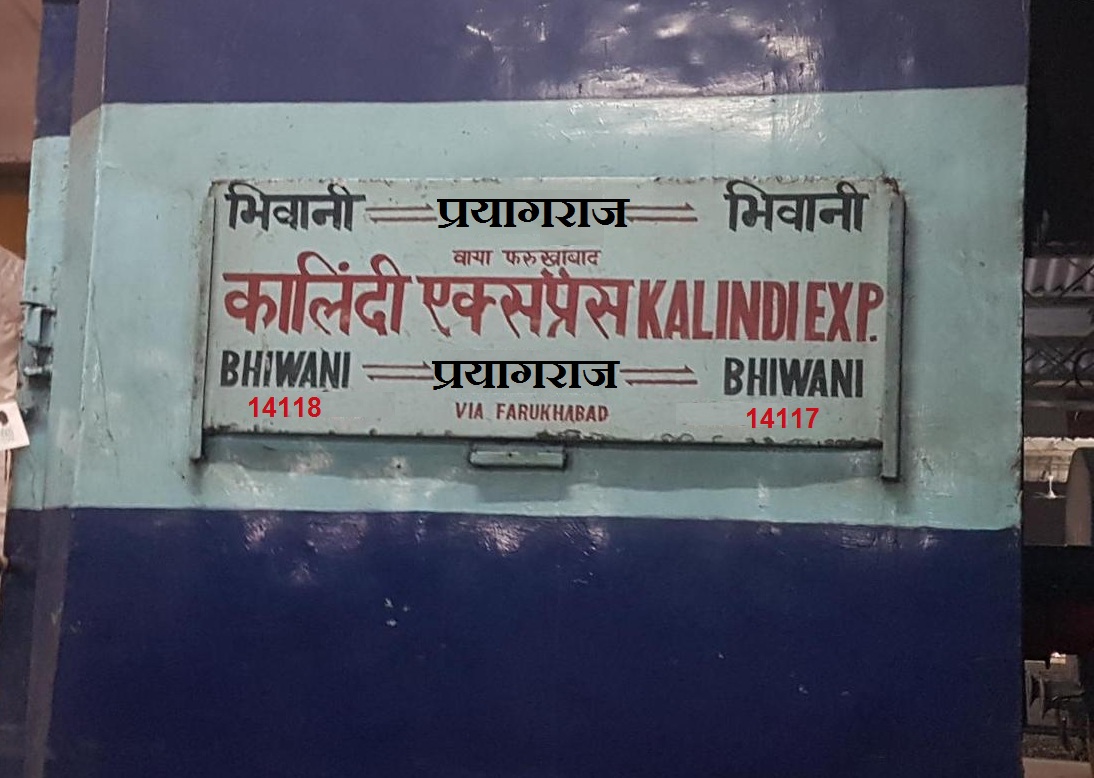 भिवानी प्रयागराज भिवानी
वाया फरुखाबाद
कालिंदी एक्सप्रेस KALINDI EXP.
BHIWANI प्रयागराज BHIWANI
14118 VIA FARUKHABAD 14117